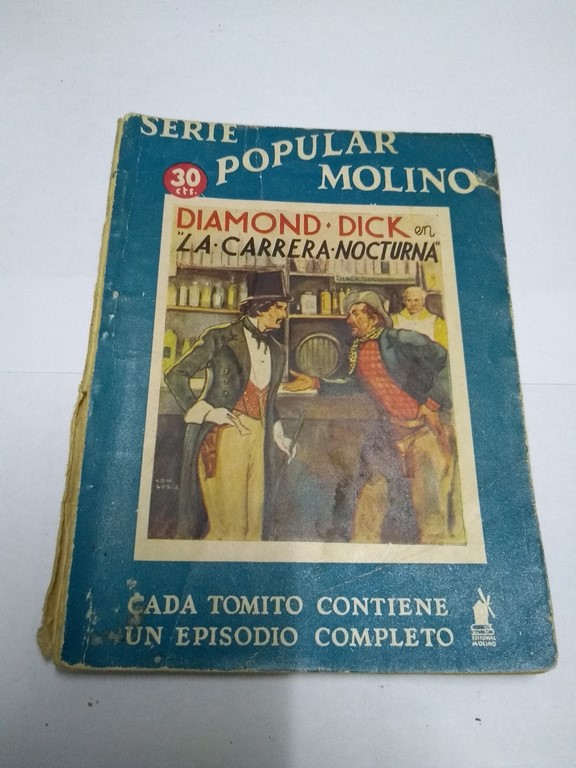 SERIE
POPULAR
MOLINO
30
cts.
DIAMOND·DICK en
"LA·CARRERA·NOCTURNA"
CADA TOMITO CONTIENE
UN EPISODIO COMPLETO
EDITORIAL
MOLINO